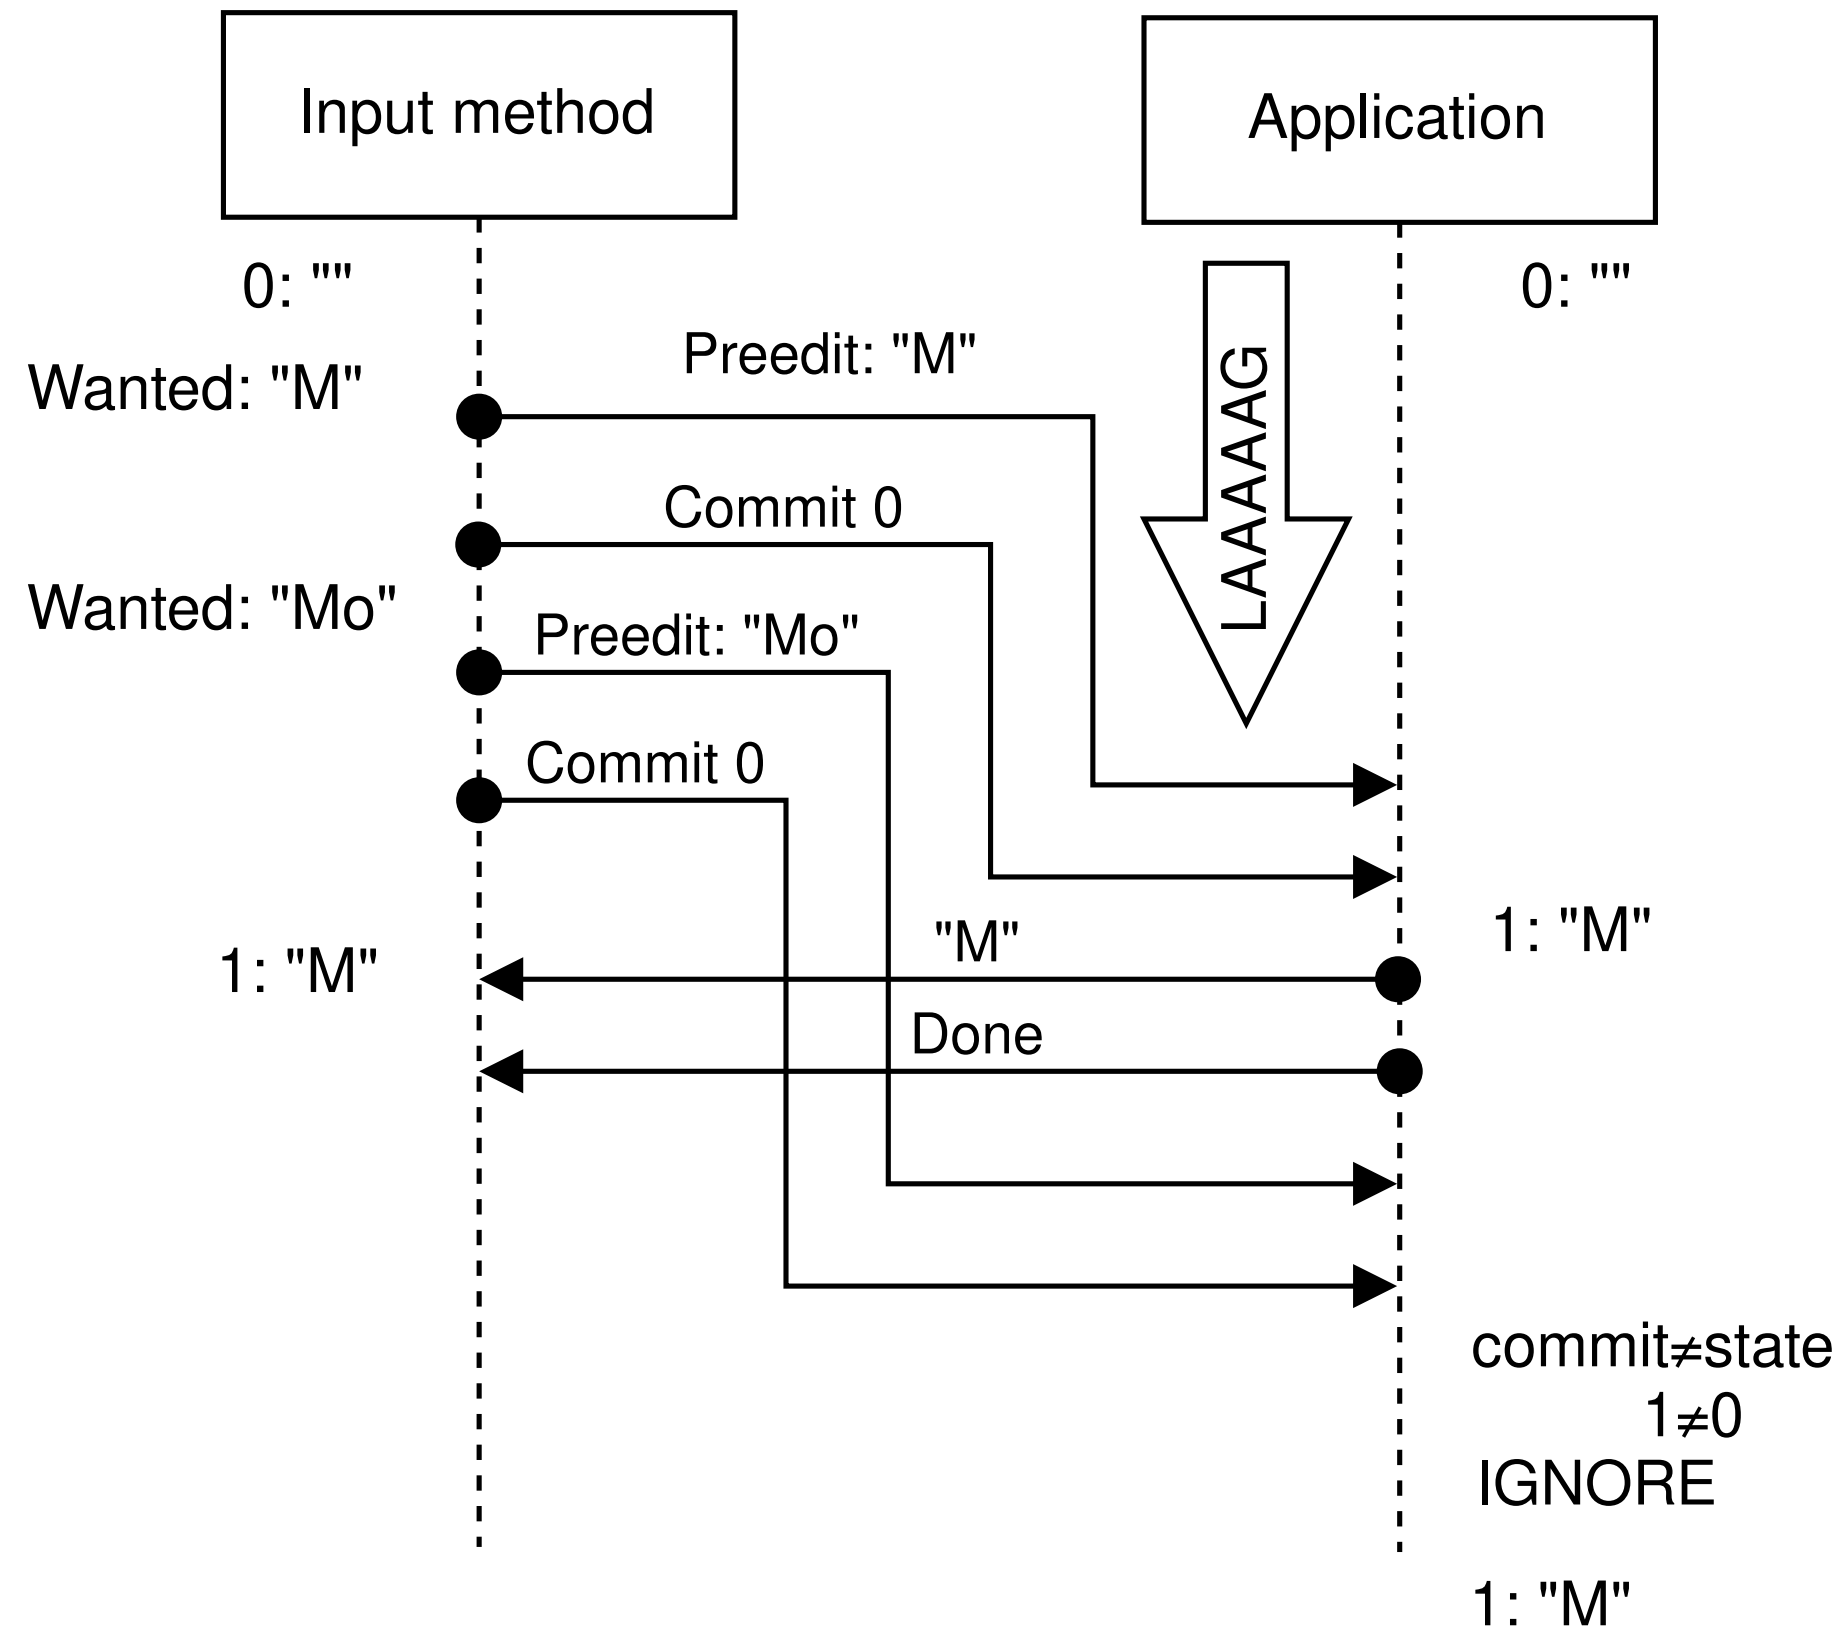 Input method
Application
0: ""
0: ""
Preedit: "M"
Wanted: "M"
LAAAAAG
Commit 0
Wanted: "Mo"
Preedit: "Mo"
Commit 0
"M"
1: "M"
1: "M"
Done
commit≠state
1≠0
IGNORE
1: "M"